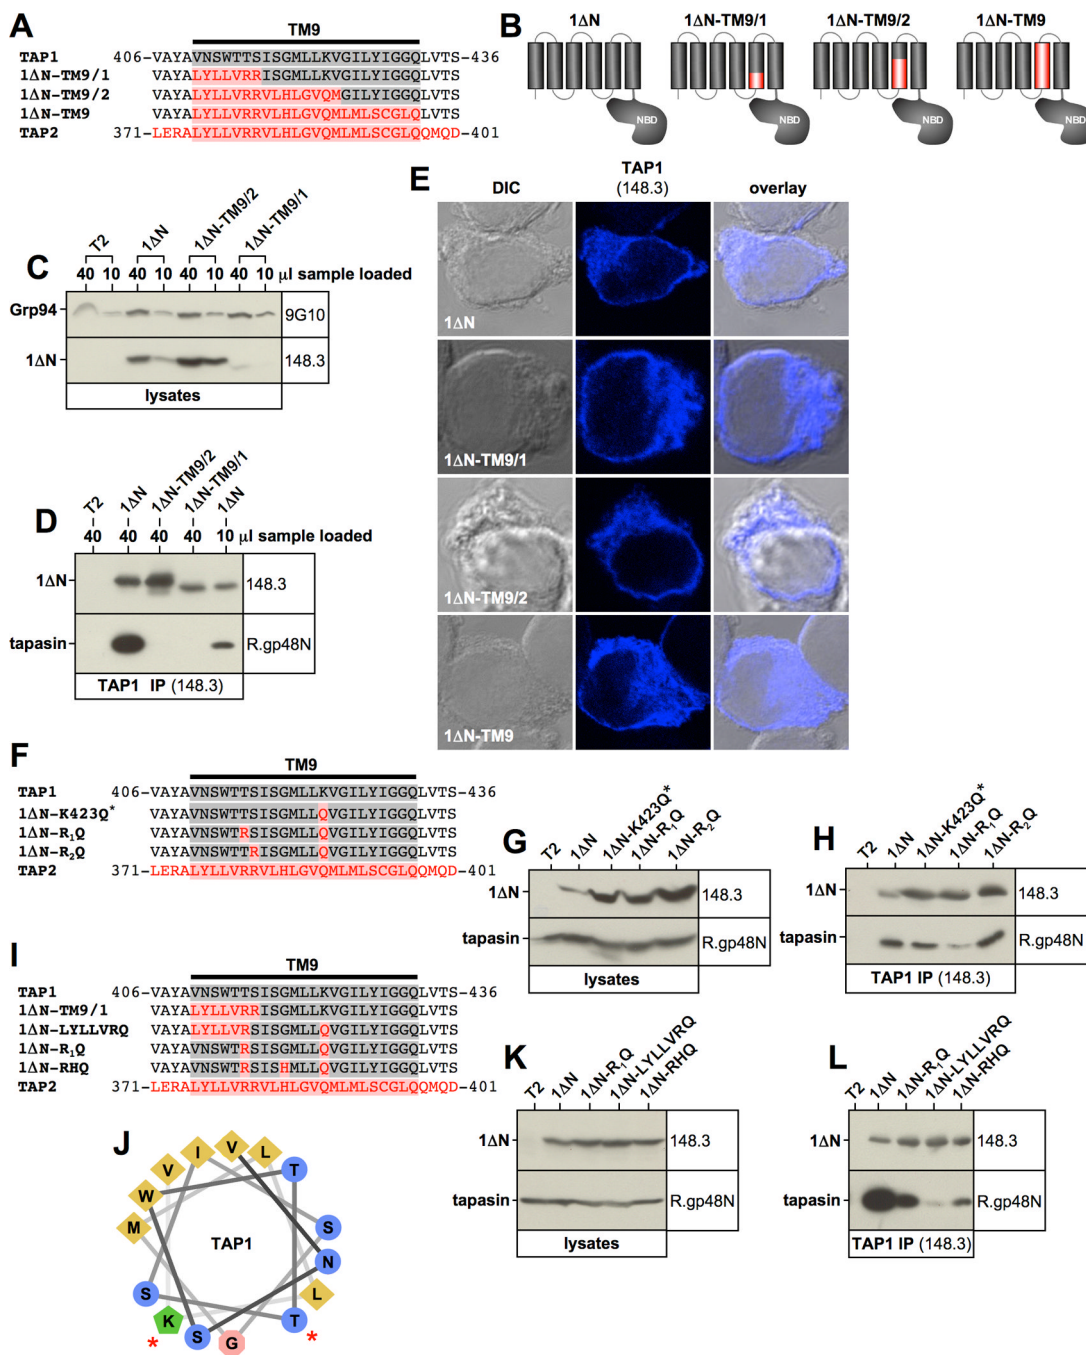 A
TM9
TAP1 406-VAYAVNSWTTSISGMLLKVGILYIGGQLVTS-436
1ΔN-TM9/1 VAYALYLLVRRISGMLLKVGILYIGGQLVTS
1ΔN-TM9/2 VAYALYLLVRRVLHLGVQMGILYIGGQLVTS
1ΔN-TM9 VAYALYLLVRRVLHLGVQMLMLSCGLQLVTS
TAP2 371-LERALYLLVRRVLHLGVQMLMLSCGLQQMQD-401
B
1ΔN 1ΔN-TM9/1 1ΔN-TM9/2 1ΔN-TM9
NBD NBD NBD NBD
C
T2 1ΔN 1ΔN-TM9/2 1ΔN-TM9/1
40 10 40 10 40 10 40 10 μl sample loaded
Grp94 9G10
1ΔN 148.3
lysates
D
T2 1ΔN 1ΔN-TM9/2 1ΔN-TM9/1 1ΔN
40 40 40 40 10 μl sample loaded
1ΔN 148.3
tapasin R.gp48N
TAP1 IP (148.3)
E
DIC TAP1 (148.3) overlay
1ΔN
1ΔN-TM9/1
1ΔN-TM9/2
1ΔN-TM9
F
TM9
TAP1 406-VAYAVNSWTTSISGMLLKVGILYIGGQLVTS-436
1ΔN-K423Q* VAYAVNSWTTSISGMLLQVGILYIGGQLVTS
1ΔN-R₁Q VAYAVNSWTRSISGMLLQVGILYIGGQLVTS
1ΔN-R₂Q VAYAVNSWTTRISGMLLQVGILYIGGQLVTS
TAP2 371-LERALYLLVRRVLHLGVQMLMLSCGLQQMQD-401
G
T2 1ΔN 1ΔN-K423Q* 1ΔN-R₁Q 1ΔN-R₂Q
1ΔN 148.3
tapasin R.gp48N
lysates
H
T2 1ΔN 1ΔN-K423Q* 1ΔN-R₁Q 1ΔN-R₂Q
1ΔN 148.3
tapasin R.gp48N
TAP1 IP (148.3)
I
TM9
TAP1 406-VAYAVNSWTTSISGMLLKVGILYIGGQLVTS-436
1ΔN-TM9/1 VAYALYLLVRRISGMLLKVGILYIGGQLVTS
1ΔN-LYLLVRQ VAYALYLLVRSISGMLLQVGILYIGGQLVTS
1ΔN-R₁Q VAYAVNSWTRSISGMLLQVGILYIGGQLVTS
1ΔN-RHQ VAYAVNSWTRSISHMLLQVGILYIGGQLVTS
TAP2 371-LERALYLLVRRVLHLGVQMLMLSCGLQQMQD-401
J
TAP1
V I V L T W S M N S L K T S G
* *
K
T2 1ΔN 1ΔN-R₁Q 1ΔN-LYLLVRQ 1ΔN-RHQ
1ΔN 148.3
tapasin R.gp48N
lysates
L
T2 1ΔN 1ΔN-R₁Q 1ΔN-LYLLVRQ 1ΔN-RHQ
1ΔN 148.3
tapasin R.gp48N
TAP1 IP (148.3)